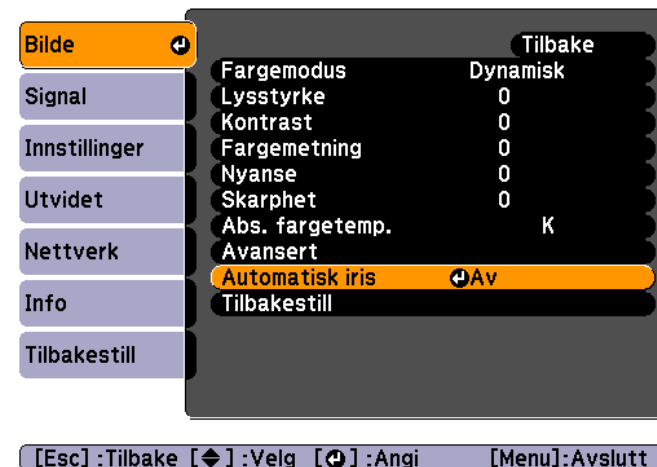 Bilde
Signal
Innstillinger
Utvidet
Nettverk
Info
Tilbakestill
Tilbake
Fargemodus Dynamisk
Lysstyrke 0
Kontrast 0
Fargemetning 0
Nyanse 0
Skarphet 0
Abs. fargetemp. K
Avansert
Automatisk iris Av
Tilbakestill
[Esc] :Tilbake [◆] :Velg [⏎] :Angi [Menu]:Avslutt